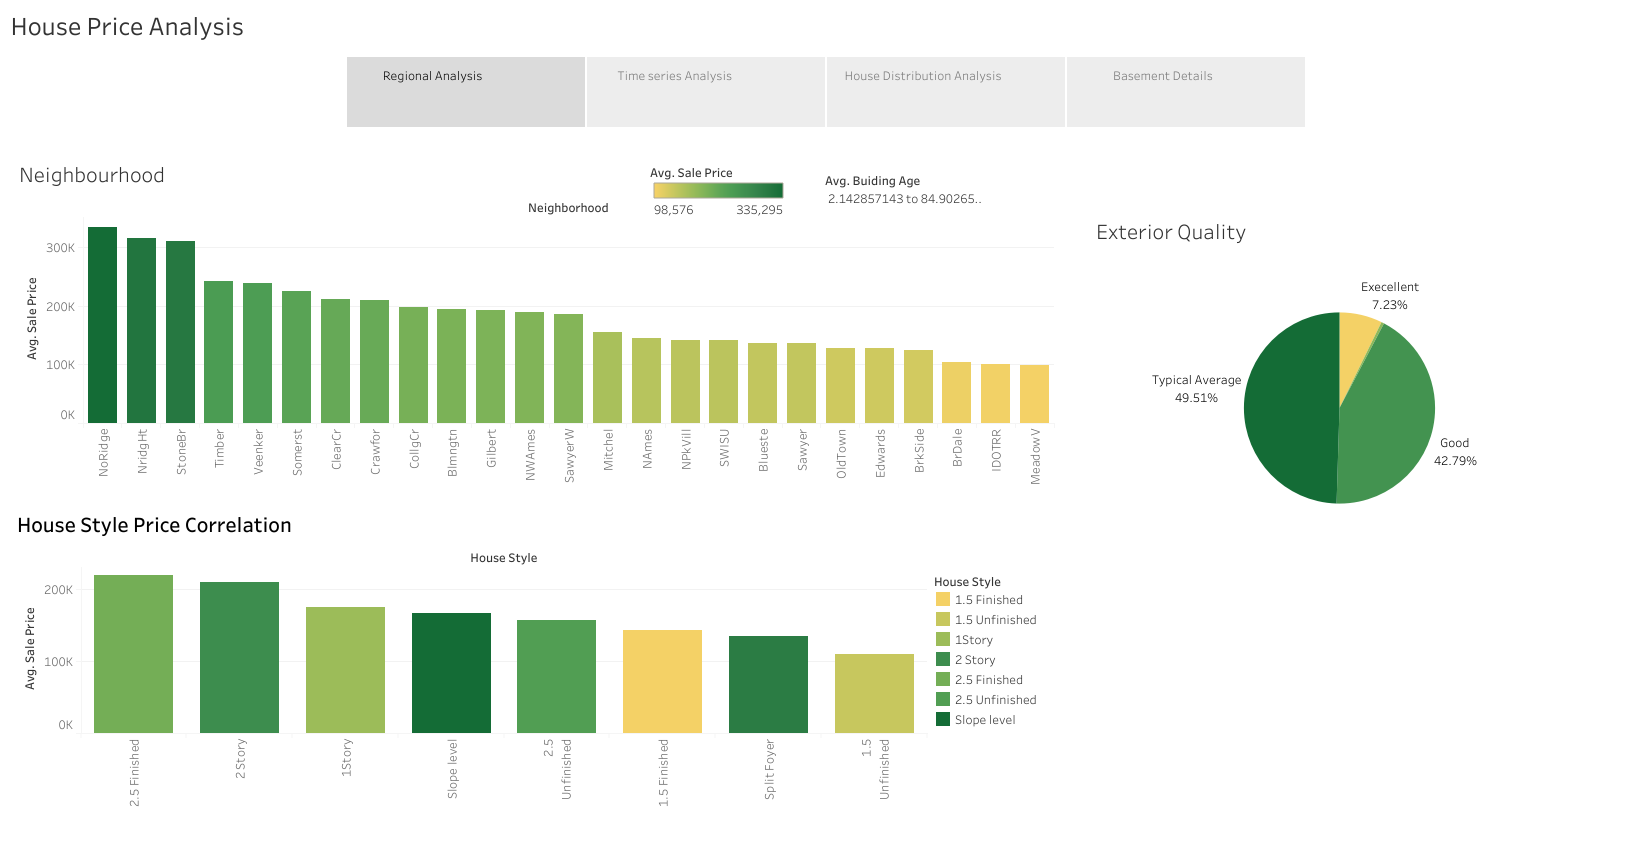 House Price Analysis
Regional Analysis
Time series Analysis
House Distribution Analysis
Basement Details
Neighbourhood
Avg. Sale Price
98,576
335,295
Avg. Buiding Age
2.142857143 to 84.90265..
Neighborhood
Avg. Sale Price
300K
200K
100K
0K
NoRidge
NridgHt
StoneBr
Timber
Veenker
Somerst
ClearCr
Crawfor
CollgCr
Blmngtn
Gilbert
NWAmes
SawyerW
Mitchel
NAmes
NPkVill
SWISU
Blueste
Sawyer
OldTown
Edwards
BrkSide
BrDale
IDOTRR
MeadowV
Exterior Quality
Execellent
7.23%
Typical Average
49.51%
Good
42.79%
House Style Price Correlation
House Style
Avg. Sale Price
200K
100K
0K
2.5 Finished
2 Story
1Story
Slope level
2.5
Unfinished
1.5 Finished
Split Foyer
1.5
Unfinished
House Style
1.5 Finished
1.5 Unfinished
1Story
2 Story
2.5 Finished
2.5 Unfinished
Slope level